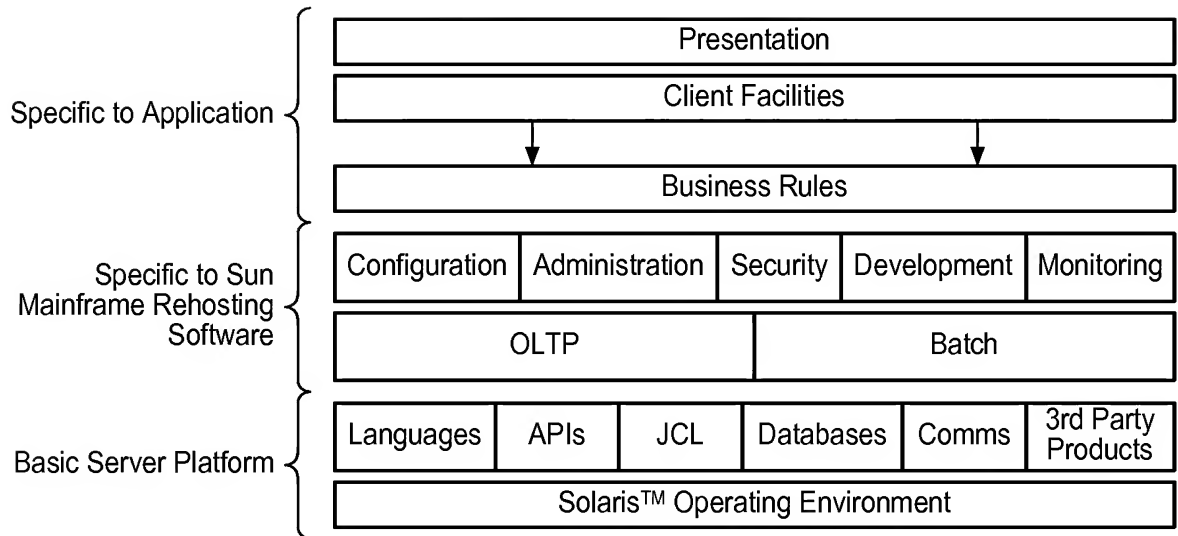 Presentation
Client Facilities
Specific to Application
Business Rules
Configuration Administration Security Development Monitoring
Specific to Sun
Mainframe Rehosting
Software
OLTP Batch
Languages APIs JCL Databases Comms 3rd Party
Products
Basic Server Platform
Solaris™ Operating Environment